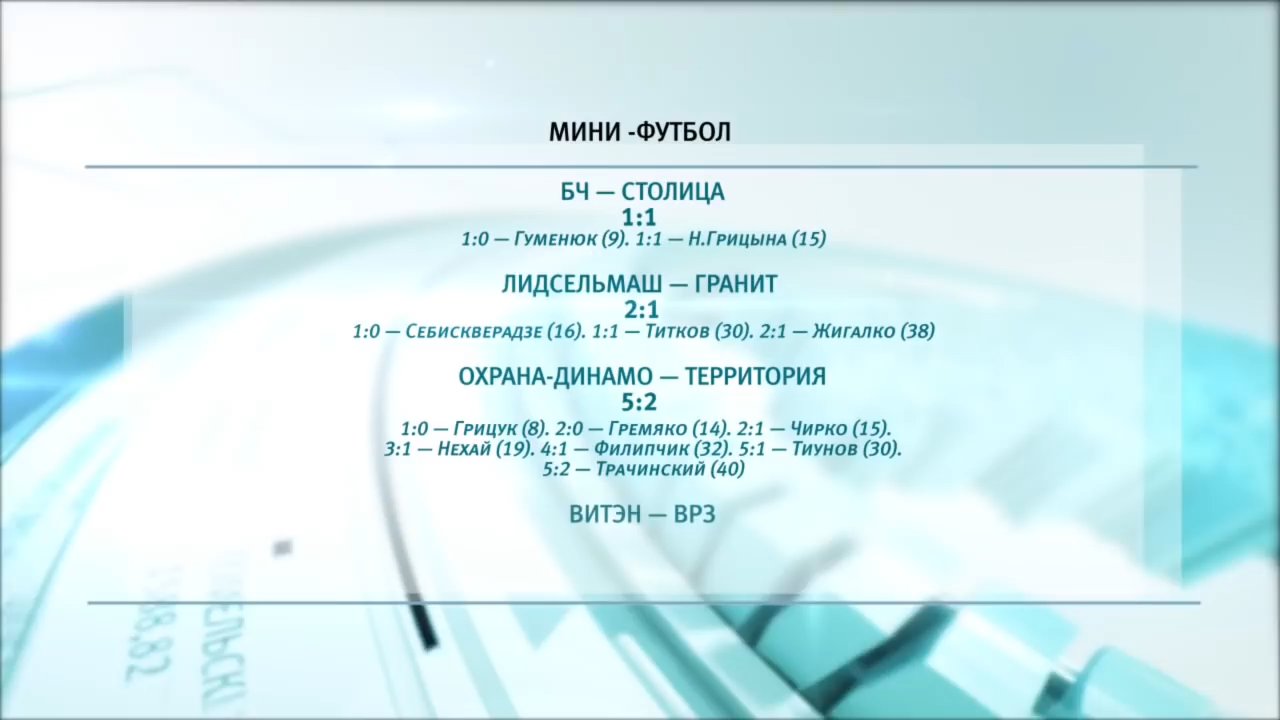 МИНИ -ФУТБОЛ
БЧ — СТОЛИЦА
1:1
1:0 — Гуменюк (9). 1:1 — Н.Грицына (15)
ЛИДСЕЛЬМАШ — ГРАНИТ
2:1
1:0 — Себискверадзе (16). 1:1 — Титков (30). 2:1 — Жигалко (38)
ОХРАНА-ДИНАМО — ТЕРРИТОРИЯ
5:2
1:0 — Грицук (8). 2:0 — Гремяко (14). 2:1 — Чирко (15).
3:1 — Нехай (19). 4:1 — Филипчик (32). 5:1 — Тиунов (30).
5:2 — Трачинский (40)
ВИТЭН — ВРЗ